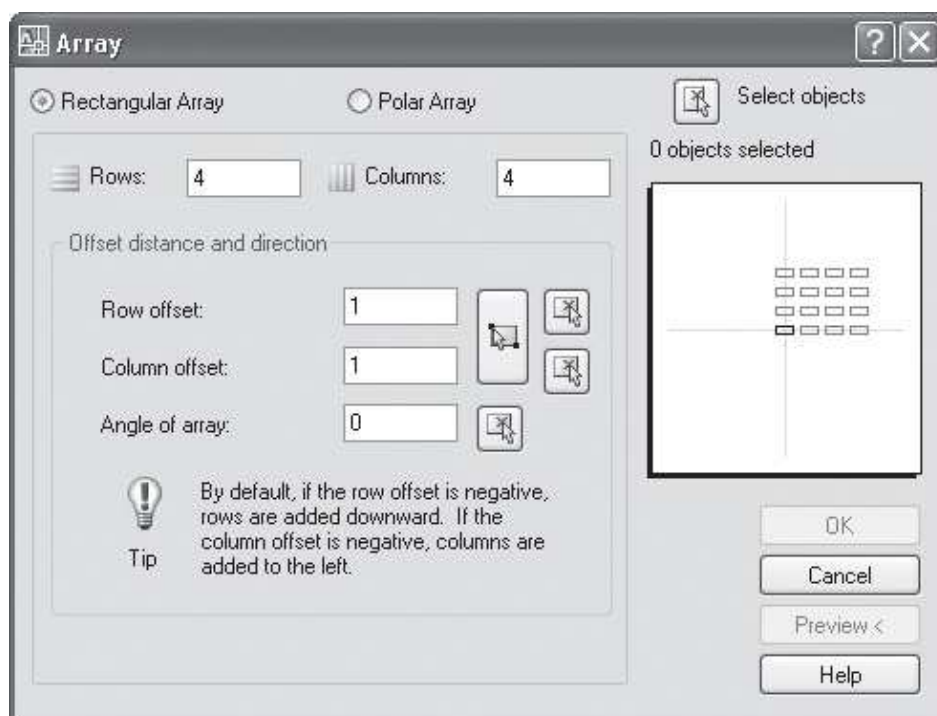 Array
Rectangular Array
Polar Array
Select objects
0 objects selected
Rows: 4
Columns: 4
Offset distance and direction
Row offset: 1
Column offset: 1
Angle of array: 0
By default, if the row offset is negative,
rows are added downward. If the
column offset is negative, columns are
added to the left.
Tip
OK
Cancel
Preview <
Help